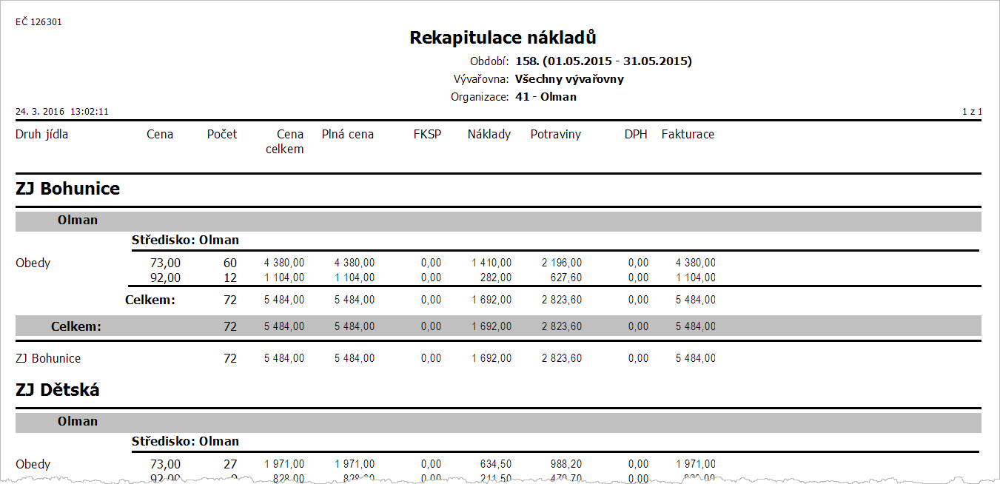 EČ 126301
Rekapitulace nákladů
Období: 158. (01.05.2015 - 31.05.2015)
Vývařovna: Všechny vývařovny
Organizace: 41 - Olman
24. 3. 2016 13:02:11 1 z 1
Druh jídla Cena Počet Cena celkem Plná cena FKSP Náklady Potraviny DPH Fakturace
ZJ Bohunice
Olman
Středisko: Olman
Obedy 73,00 60 4 380,00 4 380,00 0,00 1 410,00 2 196,00 0,00 4 380,00
92,00 12 1 104,00 1 104,00 0,00 282,00 627,60 0,00 1 104,00
Celkem: 72 5 484,00 5 484,00 0,00 1 692,00 2 823,60 0,00 5 484,00
Celkem: 72 5 484,00 5 484,00 0,00 1 692,00 2 823,60 0,00 5 484,00
ZJ Bohunice 72 5 484,00 5 484,00 0,00 1 692,00 2 823,60 0,00 5 484,00
ZJ Dětská
Olman
Středisko: Olman
Obedy 73,00 27 1 971,00 1 971,00 0,00 634,50 988,20 0,00 1 971,00
92,00 828,00 828,00 0,00 211,50 0,00